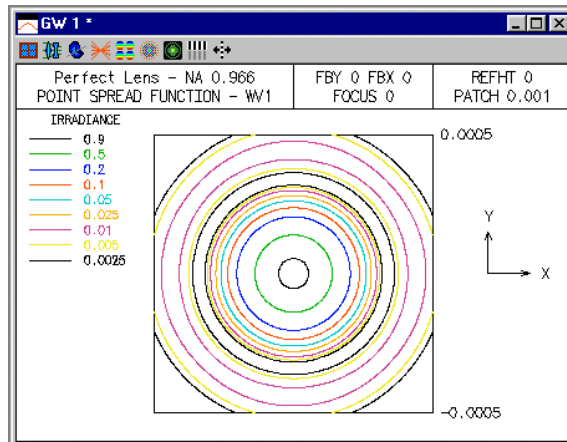 GW 1 *
Perfect Lens - NA 0.966
POINT SPREAD FUNCTION - WV1
FBY 0 FBX 0
FOCUS 0
REFHT 0
PATCH 0.001
IRRADIANCE
0.9
0.5
0.2
0.1
0.05
0.025
0.01
0.005
0.0025
0.0005
Y
X
-0.0005